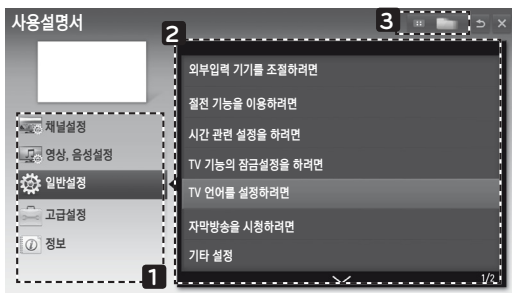 사용설명서
3
2
채널설정
영상, 음성설정
일반설정
고급설정
정보
1
외부입력 기기를 조절하려면
절전 기능을 이용하려면
시간 관련 설정을 하려면
TV 기능의 잠금설정을 하려면
TV 언어를 설정하려면
자막방송을 시청하려면
기타 설정
1/2